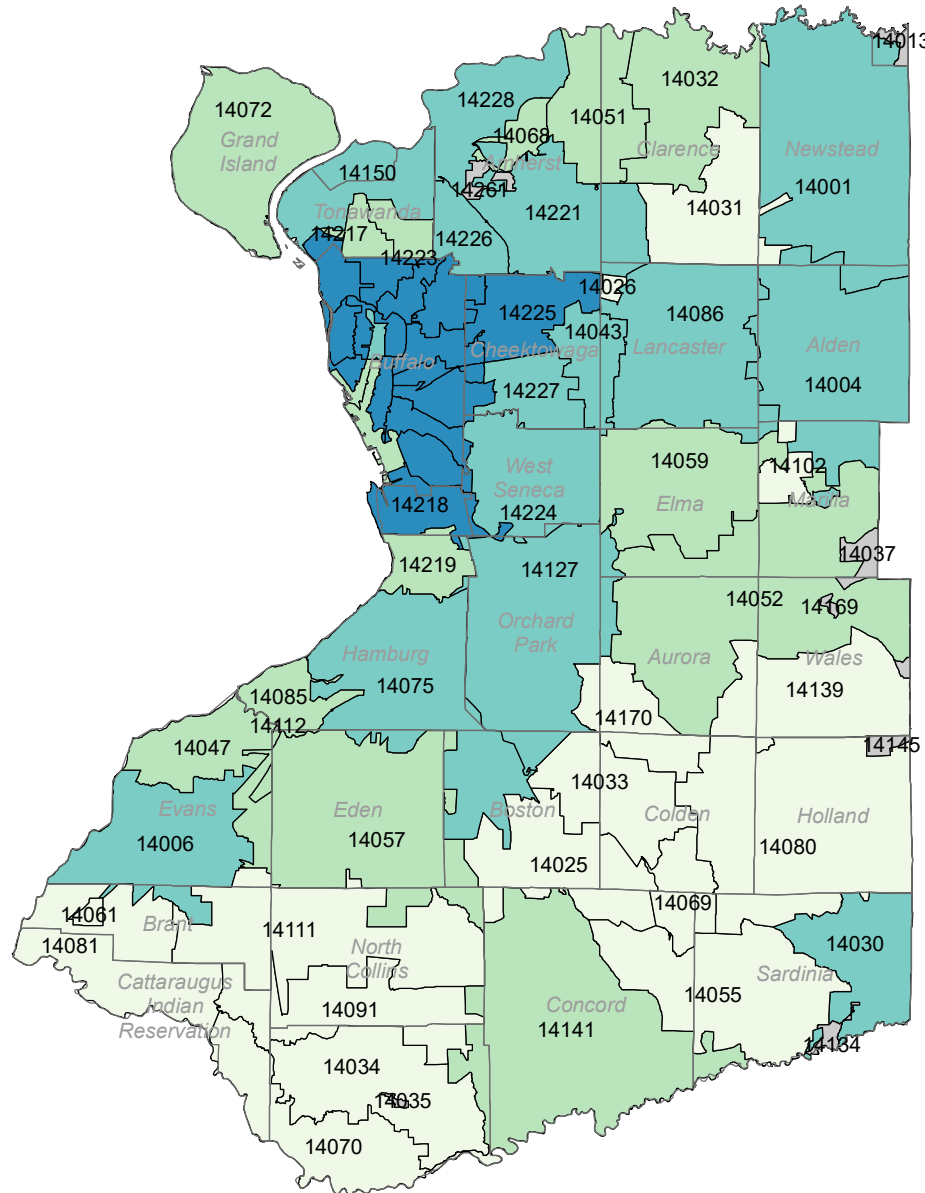 14013
14072
14228
14032
14051
14068
Grand
Island
Clarence
Newstead
Amherst
14150
14261
14001
14031
14221
Tonawanda
14217
14226
14223
14026
14225
14086
14043
Buffalo
Cheektowaga
Lancaster
Alden
14227
14004
14059
14102
West
Seneca
Elma
Marilla
14218
14224
14037
14219
14127
14052
14169
Orchard
Park
Hamburg
Aurora
Wales
14075
14085
14139
14112
14170
14047
14145
14033
Evans
Eden
Boston
Colden
Holland
14006
14057
14025
14080
14061
14069
14111
Brant
14030
14081
North
Collins
Cattaraugus
Indian
Reservation
Sardinia
14055
14091
Concord
14141
14134
14034
14035
14070